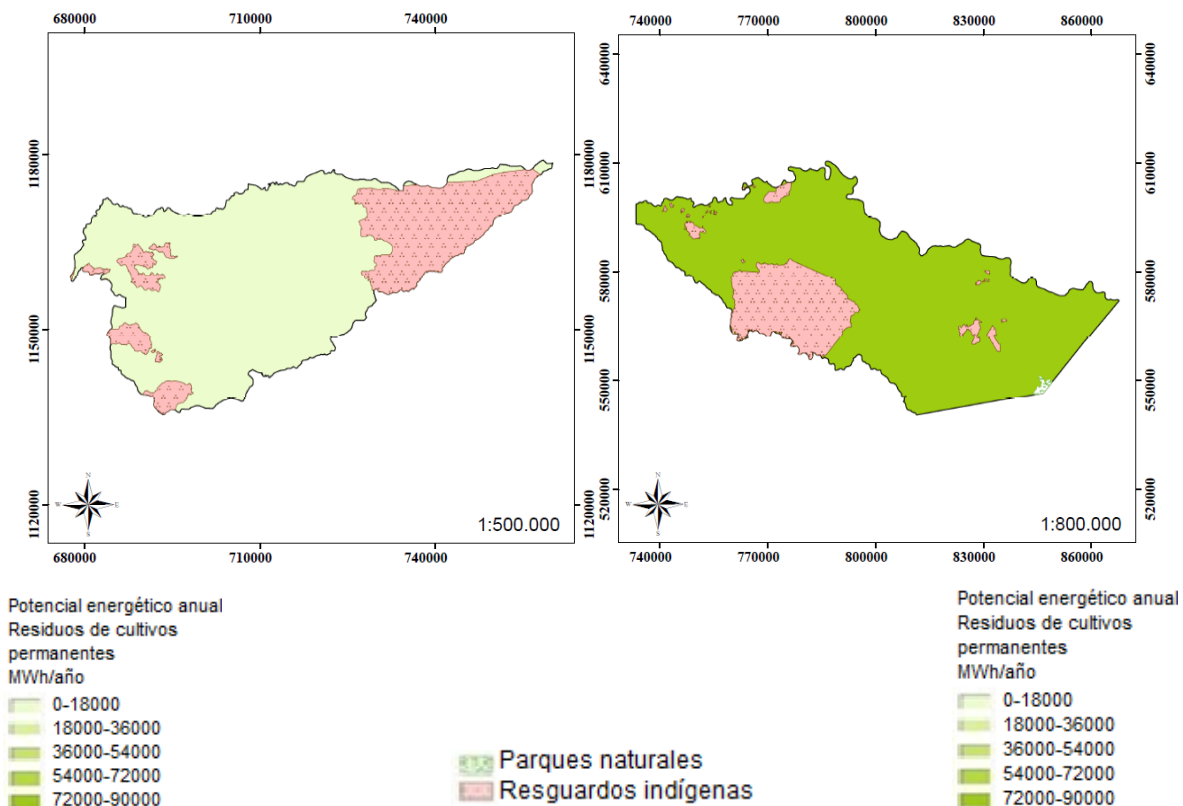 680000 710000 740000
740000 770000 800000 830000 860000
1180000
1150000
1120000
1180000
1150000
1120000
640000
610000
580000
550000
520000
640000
610000
580000
550000
520000
N
W E
S
1:500.000
N
W E
S
1:800.000
680000 710000 740000
740000 770000 800000 830000 860000
Potencial energético anual
Residuos de cultivos
permanentes
MWh/año
0-18000
18000-36000
36000-54000
54000-72000
72000-90000
Parques naturales
Resguardos indígenas
Potencial energético anual
Residuos de cultivos
permanentes
MWh/año
0-18000
18000-36000
36000-54000
54000-72000
72000-90000